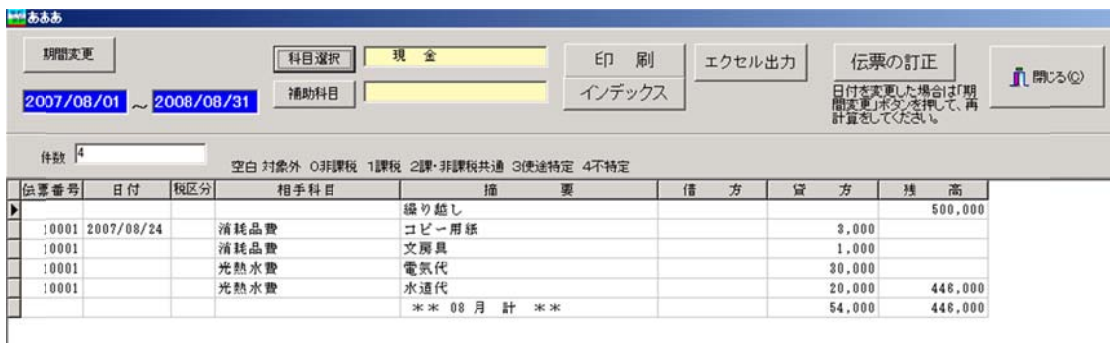 あああ
期間変更
科目選択 現 金
印 刷
エクセル出力
伝票の訂正
閉じる(C)
2007/08/01 ～ 2008/08/31
補助科目
インデックス
日付を変更した場合は「期
間変更」ボタンを押して、再
計算をしてください。
件数 4
空白 対象外 0非課税 1課税 2課・非課税共通 3使途特定 4不特定
伝票番号 日付 税区分 相手科目 摘 要 借 方 貸 方 残 高
繰り越し 500,000
10001 2007/08/24 消耗品費 コピー用紙 3,000
10001 消耗品費 文房具 1,000
10001 光熱水費 電気代 30,000
10001 光熱水費 水道代 20,000 446,000
** 08 月 計 ** 54,000 446,000